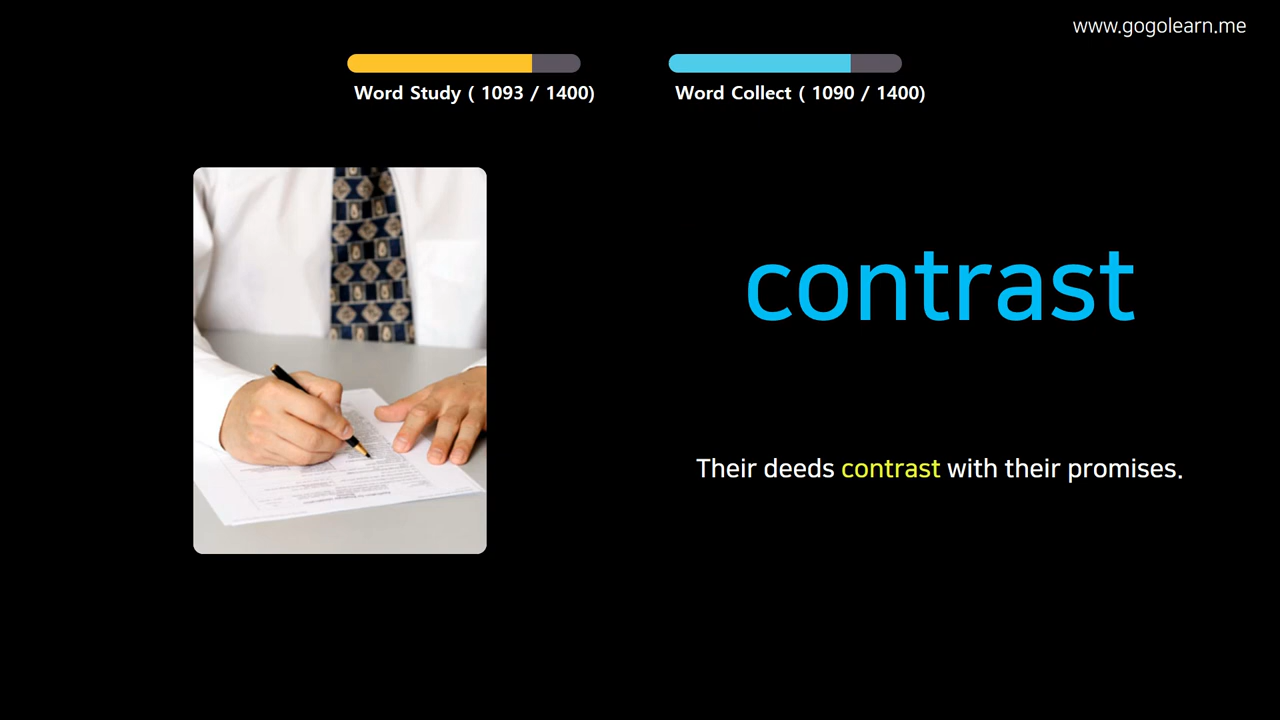 www.gogolearn.me
Word Study ( 1093 / 1400)
Word Collect ( 1090 / 1400)
contrast
Their deeds contrast with their promises.